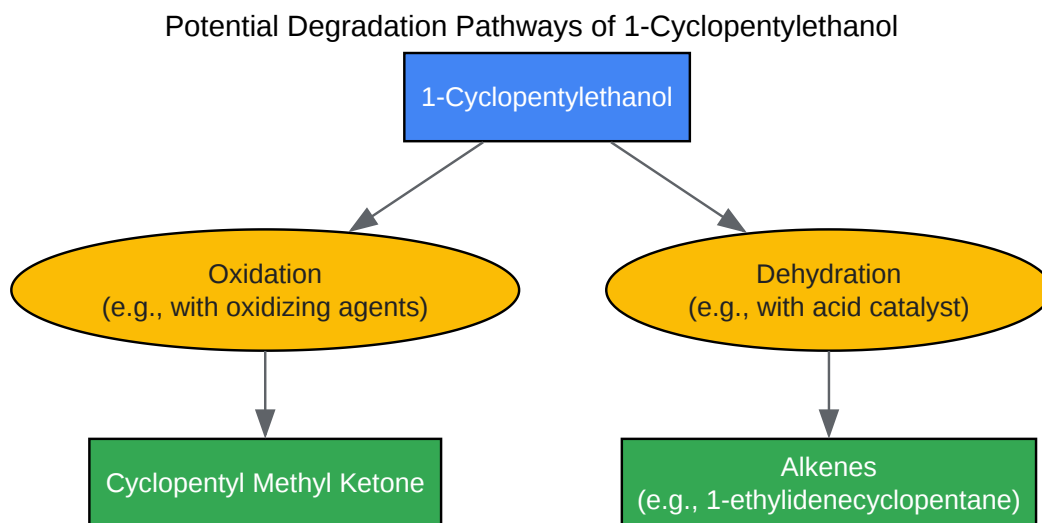 Potential Degradation Pathways of 1-Cyclopentylethanol
1-Cyclopentylethanol
Oxidation
(e.g., with oxidizing agents)
Dehydration
(e.g., with acid catalyst)
Cyclopentyl Methyl Ketone
Alkenes
(e.g., 1-ethylidenecyclopentane)